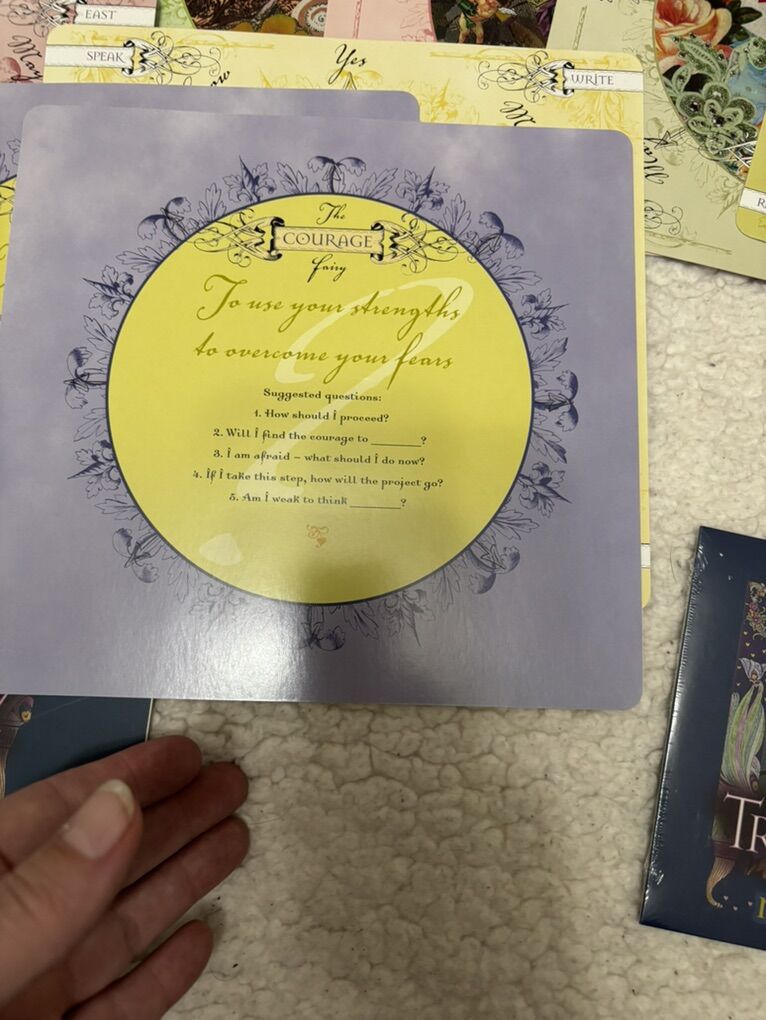 EAST
SPEAK
Yes
WRITE
The
COURAGE
fairy
To use your strengths
to overcome your fears
Suggested questions:
1. How should I proceed?
2. Will I find the courage to ________?
3. I am afraid – what should I do now?
4. If I take this step, how will the project go?
5. Am I weak to think ________?